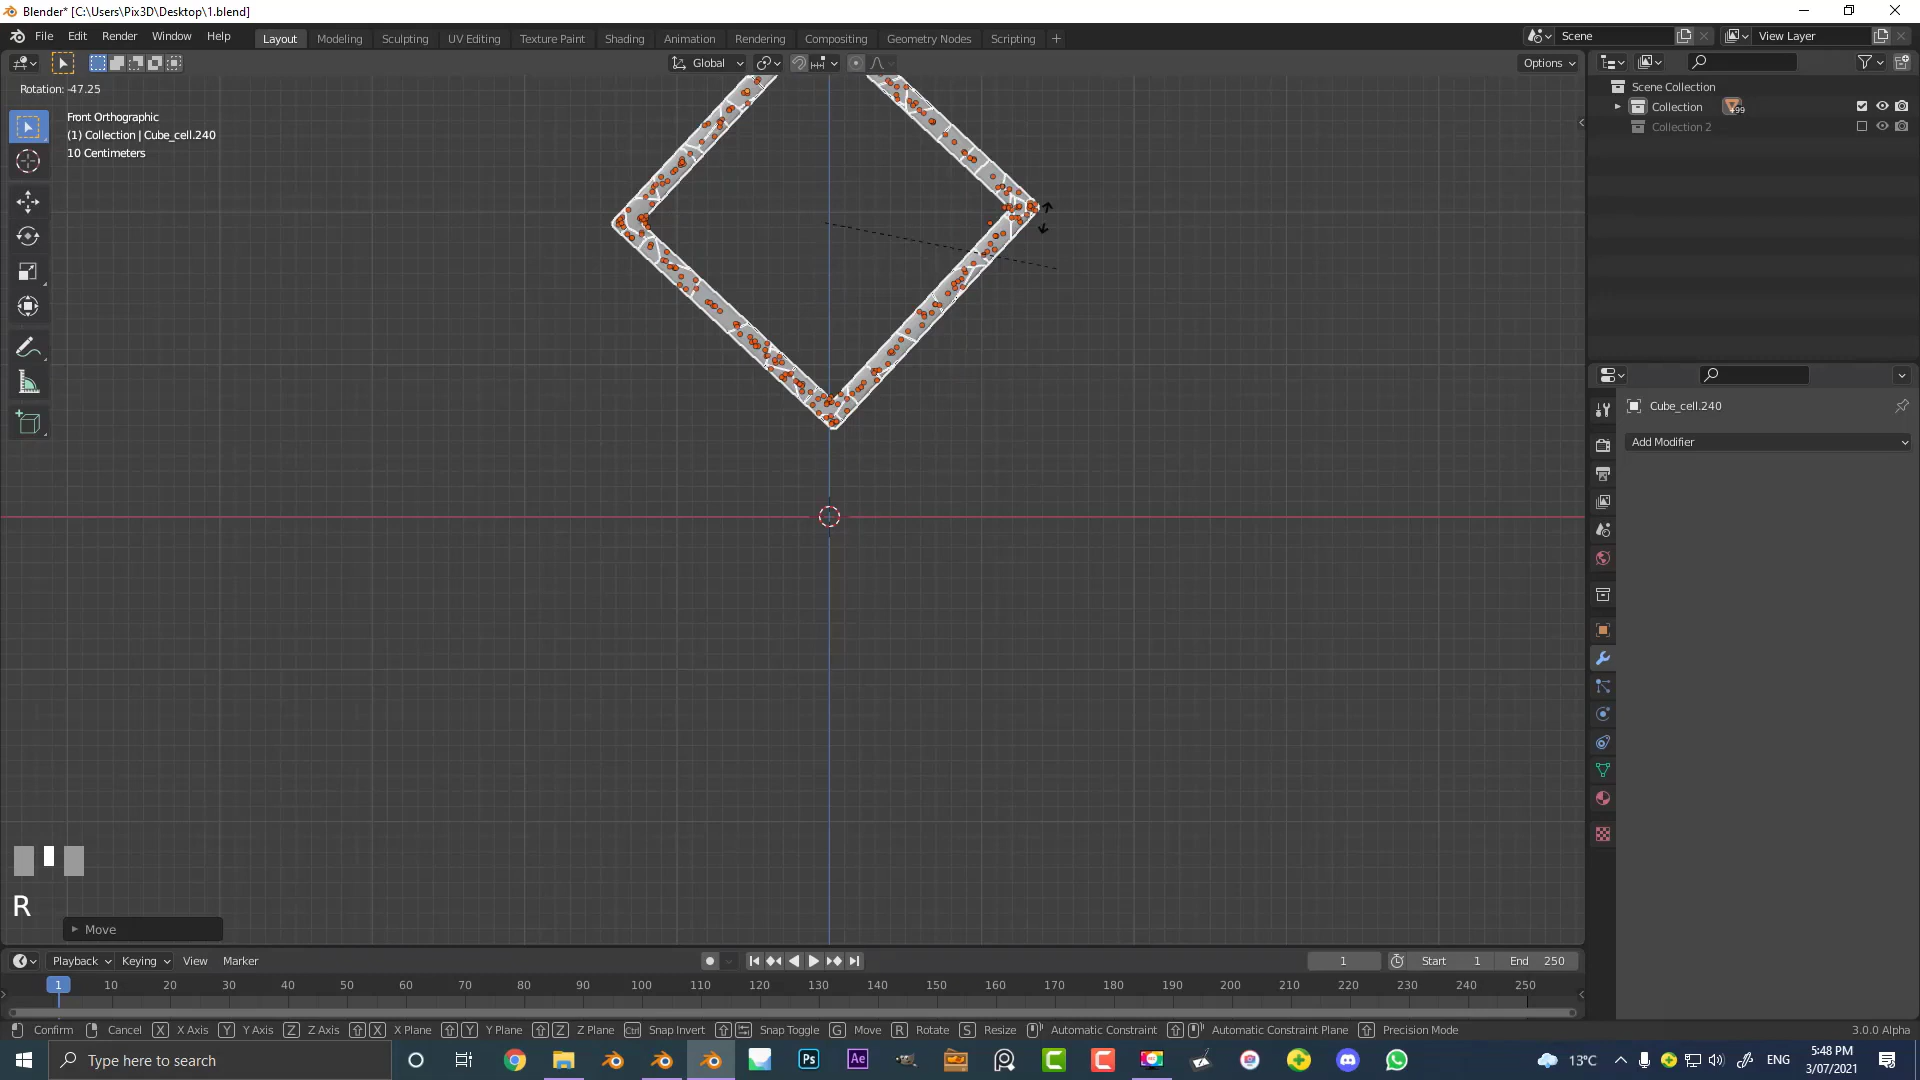 Blender* [C:\Users\Pix3D\Desktop\1.blend]
File Edit Render Window Help Layout Modeling Sculpting UV Editing Texture Paint Shading Animation Rendering Compositing Geometry Nodes Scripting + Scene View Layer
Global Options
Rotation: -47.25
Front Orthographic
(1) Collection | Cube_cell.240
10 Centimeters
Scene Collection
Collection 99
Collection 2
Cube_cell.240
Add Modifier
R
Move
Playback Keying View Marker 1 Start 1 End 250
1 10 20 30 40 50 60 70 80 90 100 110 120 130 140 150 160 170 180 190 200 210 220 230 240 250
Confirm Cancel X X Axis Y Y Axis Z Z Axis X X Plane Y Y Plane Z Z Plane Ctrl Snap Invert Snap Toggle G Move R Rotate S Resize Automatic Constraint Automatic Constraint Plane Precision Mode 3.0.0 Alpha
Type here to search Ps Ae 13°C ENG 5:48 PM
3/07/2021